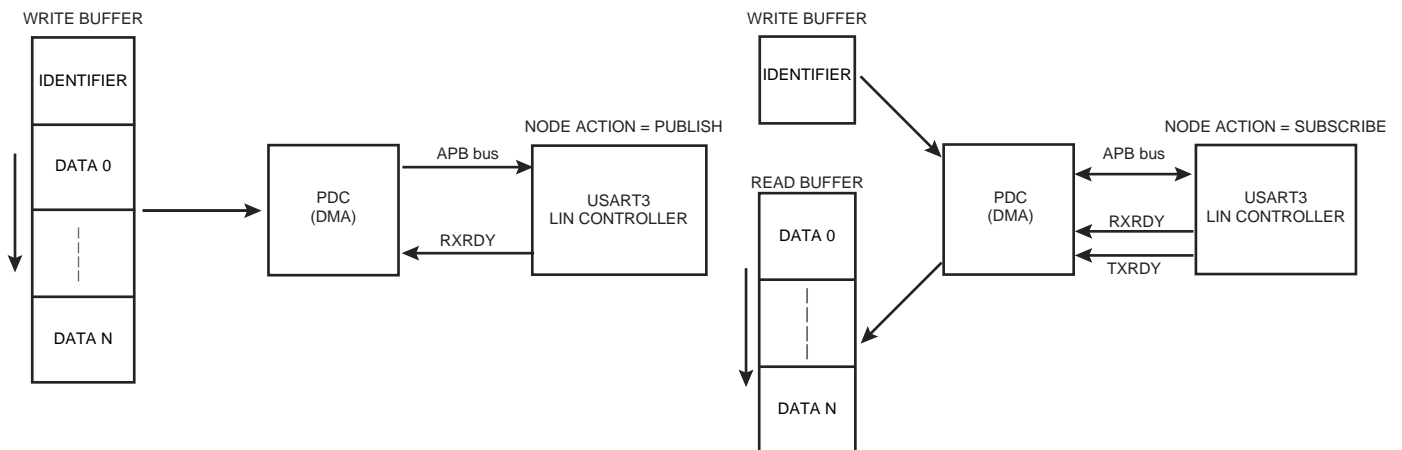 WRITE BUFFER
IDENTIFIER
DATA 0
DATA N
PDC
(DMA)
APB bus
RXRDY
NODE ACTION = PUBLISH
USART3
LIN CONTROLLER
WRITE BUFFER
IDENTIFIER
READ BUFFER
DATA 0
DATA N
PDC
(DMA)
APB bus
RXRDY
TXRDY
NODE ACTION = SUBSCRIBE
USART3
LIN CONTROLLER